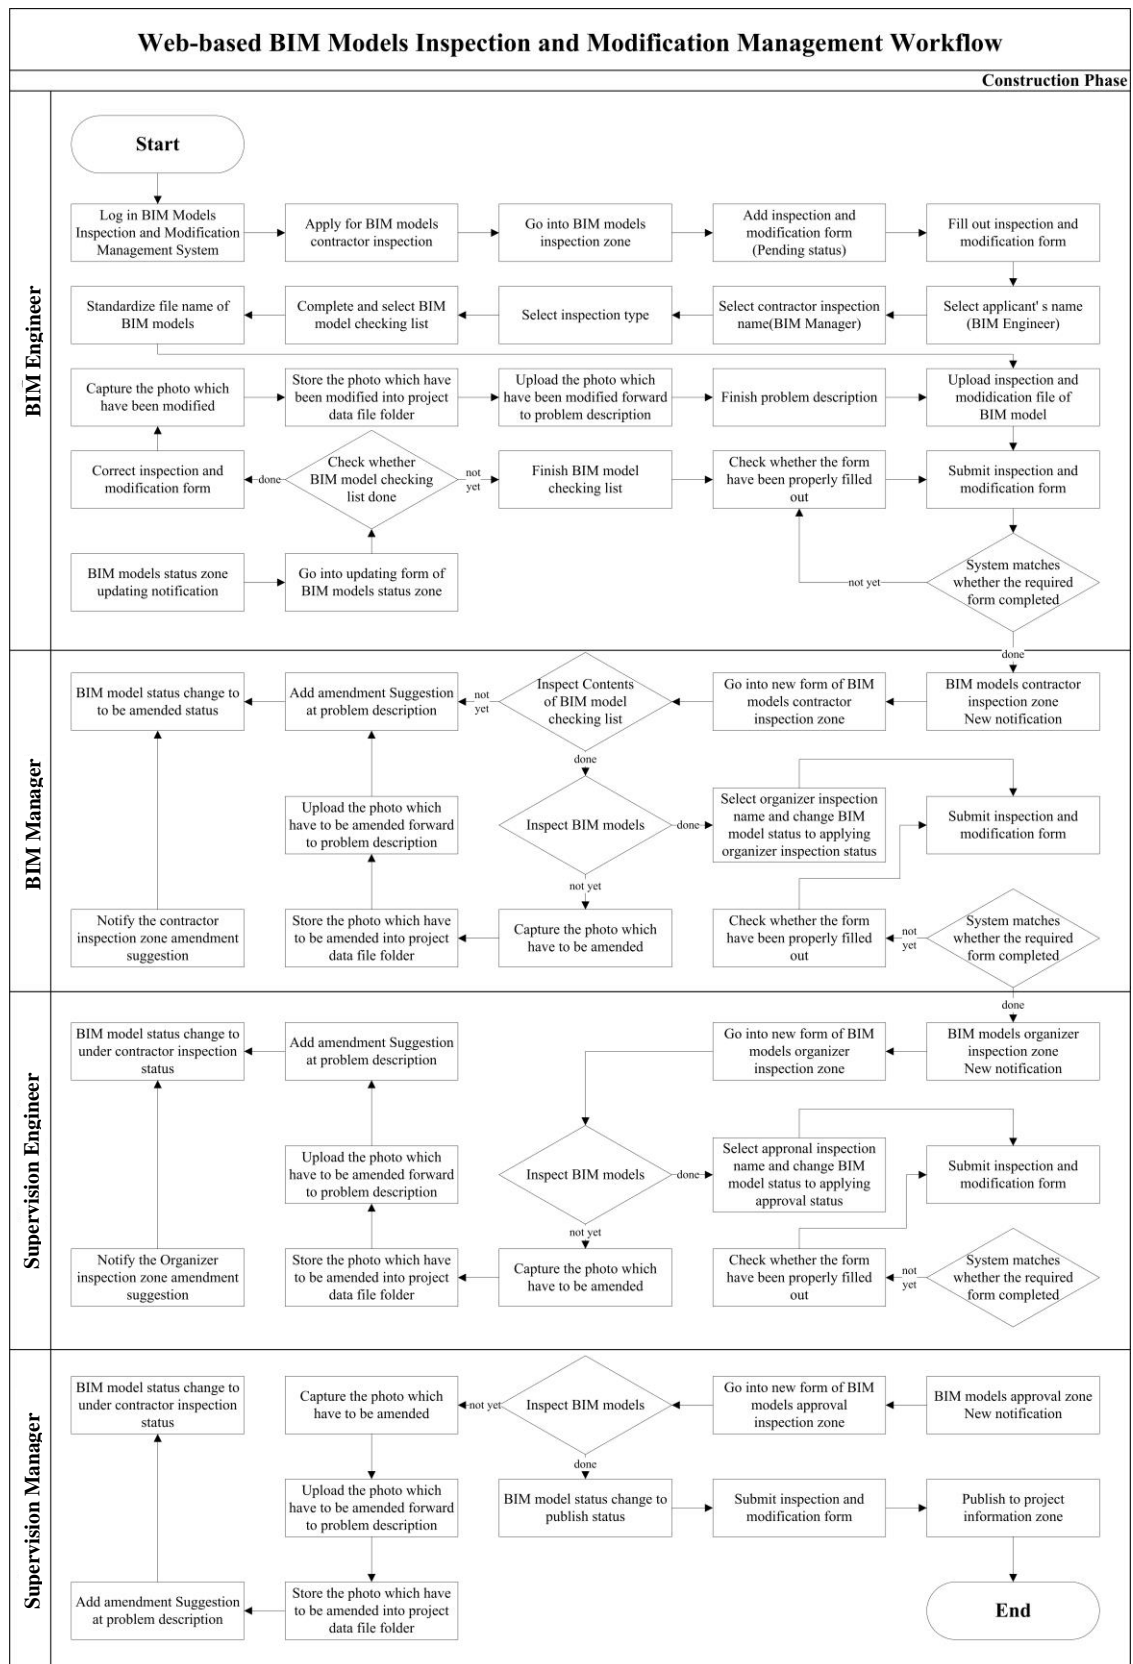 Web-based BIM Models Inspection and Modification Management Workflow
Construction Phase
BIM Engineer
Start
Log in BIM Models
Inspection and Modification
Management System
Apply for BIM models
contractor inspection
Go into BIM models
inspection zone
Add inspection and
modification form
(Pending status)
Fill out inspection and
modification form
Standardize file name of
BIM models
Complete and select BIM
model checking list
Select inspection type
Select contractor inspection
name(BIM Manager)
Select applicant' s name
(BIM Engineer)
Capture the photo which
have been modified
Store the photo which have
been modified into project
data file folder
Upload the photo which
have been modified forward
to problem description
Finish problem description
Upload inspection and
modidication file of
BIM model
Correct inspection and
modification form
done
Check whether
BIM model checking
list done
not
yet
Finish BIM model
checking list
Check whether the form
have been properly filled
out
Submit inspection and
modification form
BIM models status zone
updating notification
Go into updating form of
BIM models status zone
not yet
System matches
whether the required
form completed
done
BIM Manager
BIM model status change to
to be amended status
Add amendment Suggestion
at problem description
not
yet
Inspect Contents
of BIM model
checking list
Go into new form of BIM
models contractor
inspection zone
BIM models contractor
inspection zone
New notification
done
Upload the photo which
have to be amended forward
to problem description
Inspect BIM models
done
Select organizer inspection
name and change BIM
model status to applying
organizer inspection status
Submit inspection and
modification form
not yet
Notify the contractor
inspection zone amendment
suggestion
Store the photo which have
to be amended into project
data file folder
Capture the photo which
have to be amended
Check whether the form
have been properly filled
out
not
yet
System matches
whether the required
form completed
done
Supervision Engineer
BIM model status change to
under contractor inspection
status
Add amendment Suggestion
at problem description
Go into new form of BIM
models organizer
inspection zone
BIM models organizer
inspection zone
New notification
Upload the photo which
have to be amended forward
to problem description
Inspect BIM models
done
Select appronal inspection
name and change BIM
model status to applying
approval status
Submit inspection and
modification form
not yet
Notify the Organizer
inspection zone amendment
suggestion
Store the photo which have
to be amended into project
data file folder
Capture the photo which
have to be amended
Check whether the form
have been properly filled
out
not
yet
System matches
whether the required
form completed
Supervision Manager
BIM model status change to
under contractor inspection
status
Capture the photo which
have to be amended
not yet
Inspect BIM models
Go into new form of BIM
models approval
inspection zone
BIM models approval zone
New notification
done
Upload the photo which
have to be amended forward
to problem description
BIM model status change to
publish status
Submit inspection and
modification form
Publish to project
information zone
Add amendment Suggestion
at problem description
Store the photo which have
to be amended into project
data file folder
End